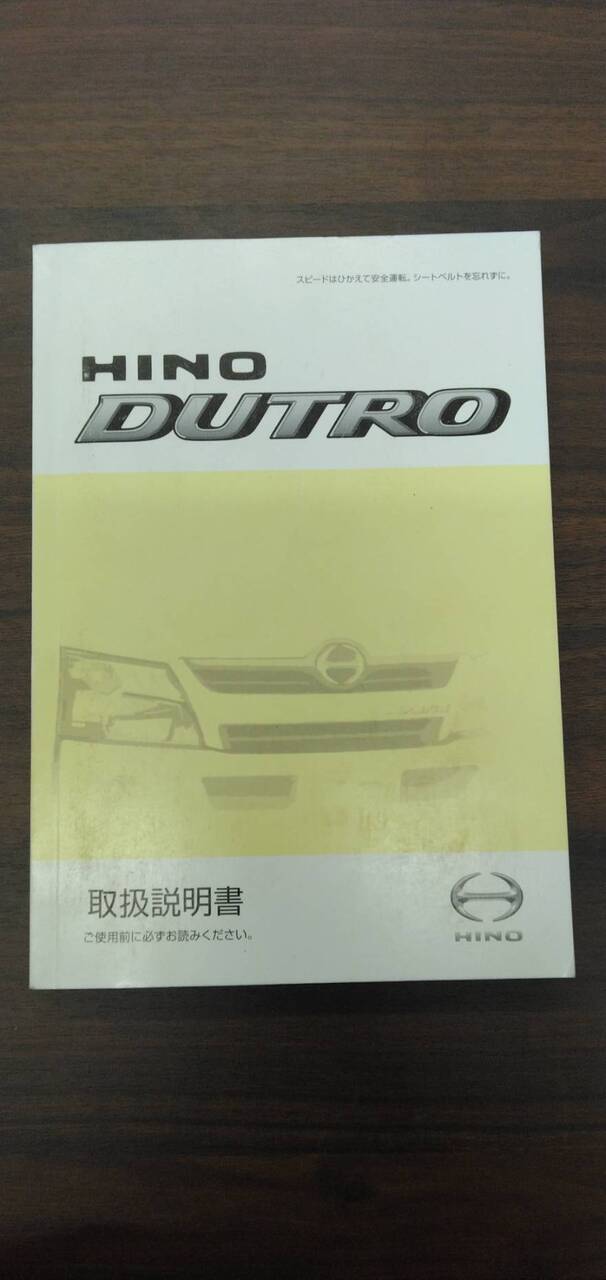 スピードはひかえて安全運転。シートベルトを忘れずに。
HINO
DUTRO
取扱説明書
ご使用前に必ずお読みください。
HINO